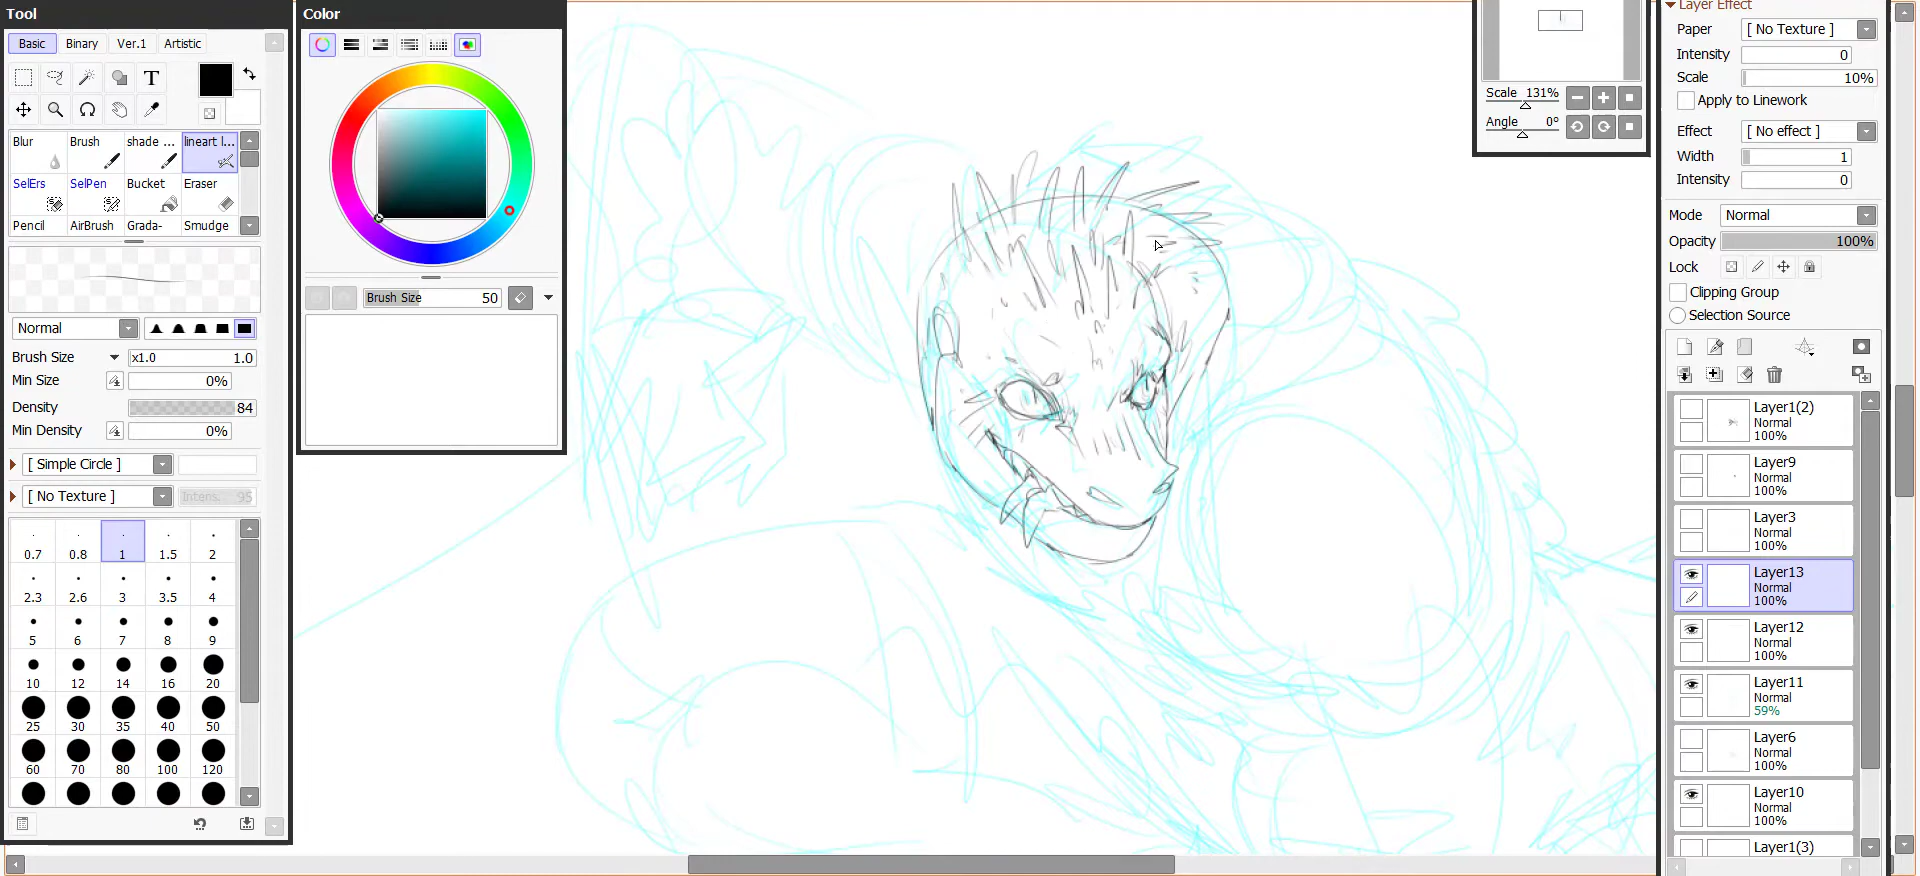 Tool
Basic Binary Ver.1 Artistic
T
Blur Brush shade ... lineart l...
SelErs SelPen Bucket Eraser
Pencil AirBrush Grada- Smudge
Normal
Brush Size x1.0 1.0
Min Size 0%
Density 84
Min Density 0%
[ Simple Circle ]
[ No Texture ] Intens. 95
0.7 0.8 1 1.5 2
2.3 2.6 3 3.5 4
5 6 7 8 9
10 12 14 16 20
25 30 35 40 50
60 70 80 100 120
Color
Brush Size 50
Scale 131%
Angle 0°
Layer Effect
Paper [ No Texture ]
Intensity 0
Scale 10%
Apply to Linework
Effect [ No effect ]
Width 1
Intensity 0
Mode Normal
Opacity 100%
Lock
Clipping Group
Selection Source
Layer1(2)
Normal
100%
Layer9
Normal
100%
Layer3
Normal
100%
Layer13
Normal
100%
Layer12
Normal
100%
Layer11
Normal
59%
Layer6
Normal
100%
Layer10
Normal
100%
Layer1(3)